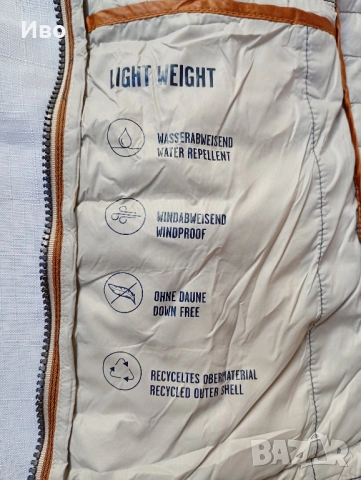 Иво
LIGHT WEIGHT
WASSERABWEISEND
WATER REPELLENT
WINDABWEISEND
WINDPROOF
OHNE DAUNE
DOWN FREE
RECYCELTES OBERMATERIAL
RECYCLED OUTER SHELL
BAZAR